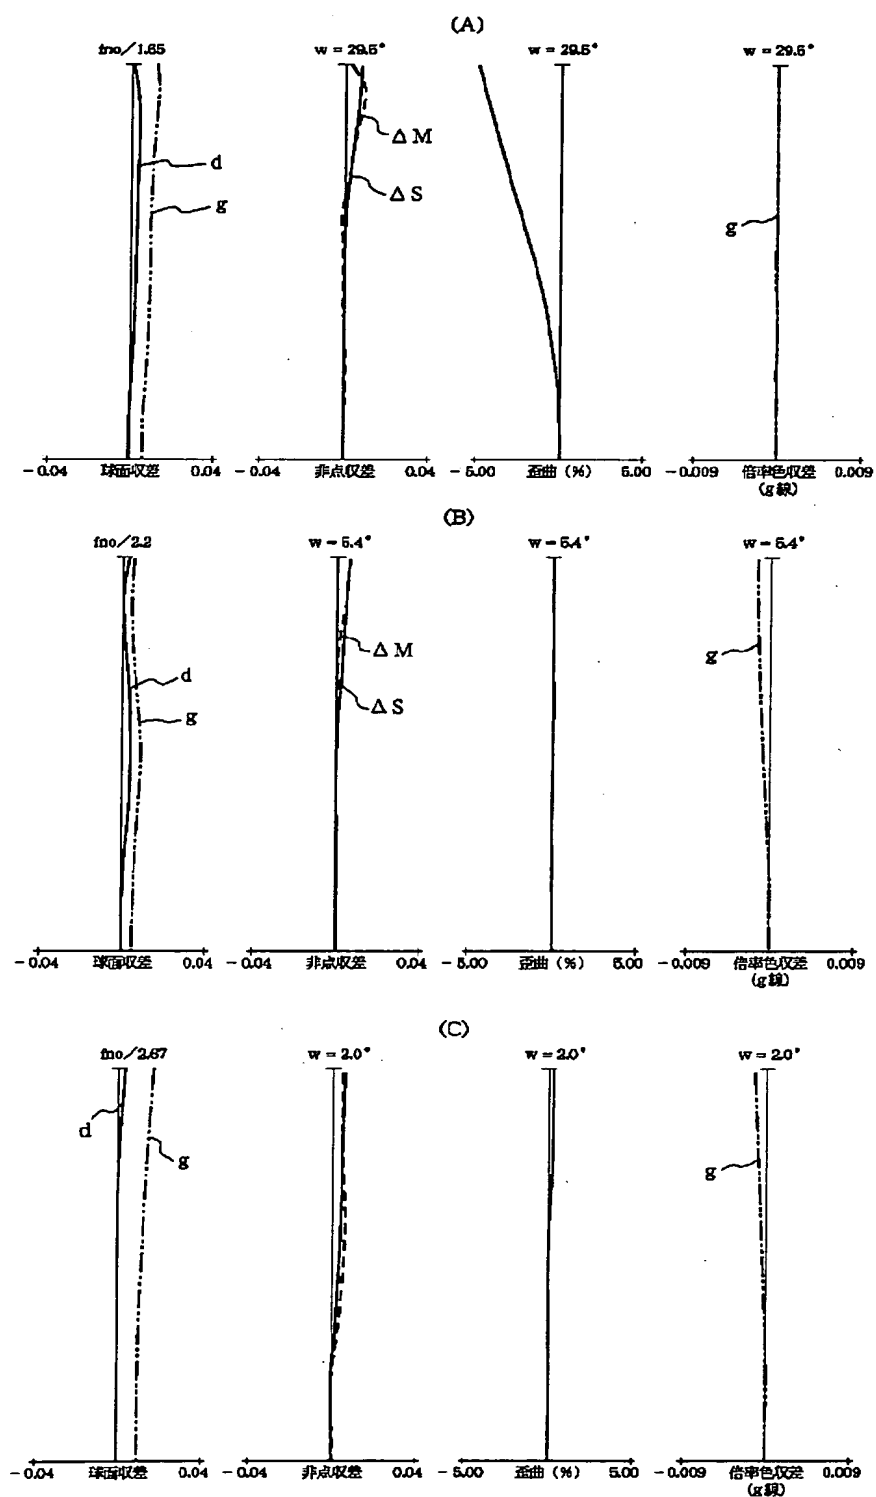 (A)
fno/1.65
w = 29.5°
w = 29.5°
w = 29.5°
ΔM
d
ΔS
g
g
-0.04 球面収差 0.04
-0.04 非点収差 0.04
-5.00 歪曲 (%) 5.00
-0.009 倍率色収差 0.009
(g線)
(B)
fno/2.2
w = 5.4°
w = 5.4°
w = 5.4°
ΔM
g
d
ΔS
g
-0.04 球面収差 0.04
-0.04 非点収差 0.04
-5.00 歪曲 (%) 5.00
-0.009 倍率色収差 0.009
(g線)
(C)
fno/2.67
w = 2.0°
w = 2.0°
w = 2.0°
d
g
g
-0.04 球面収差 0.04
-0.04 非点収差 0.04
-5.00 歪曲 (%) 5.00
-0.009 倍率色収差 0.009
(g線)